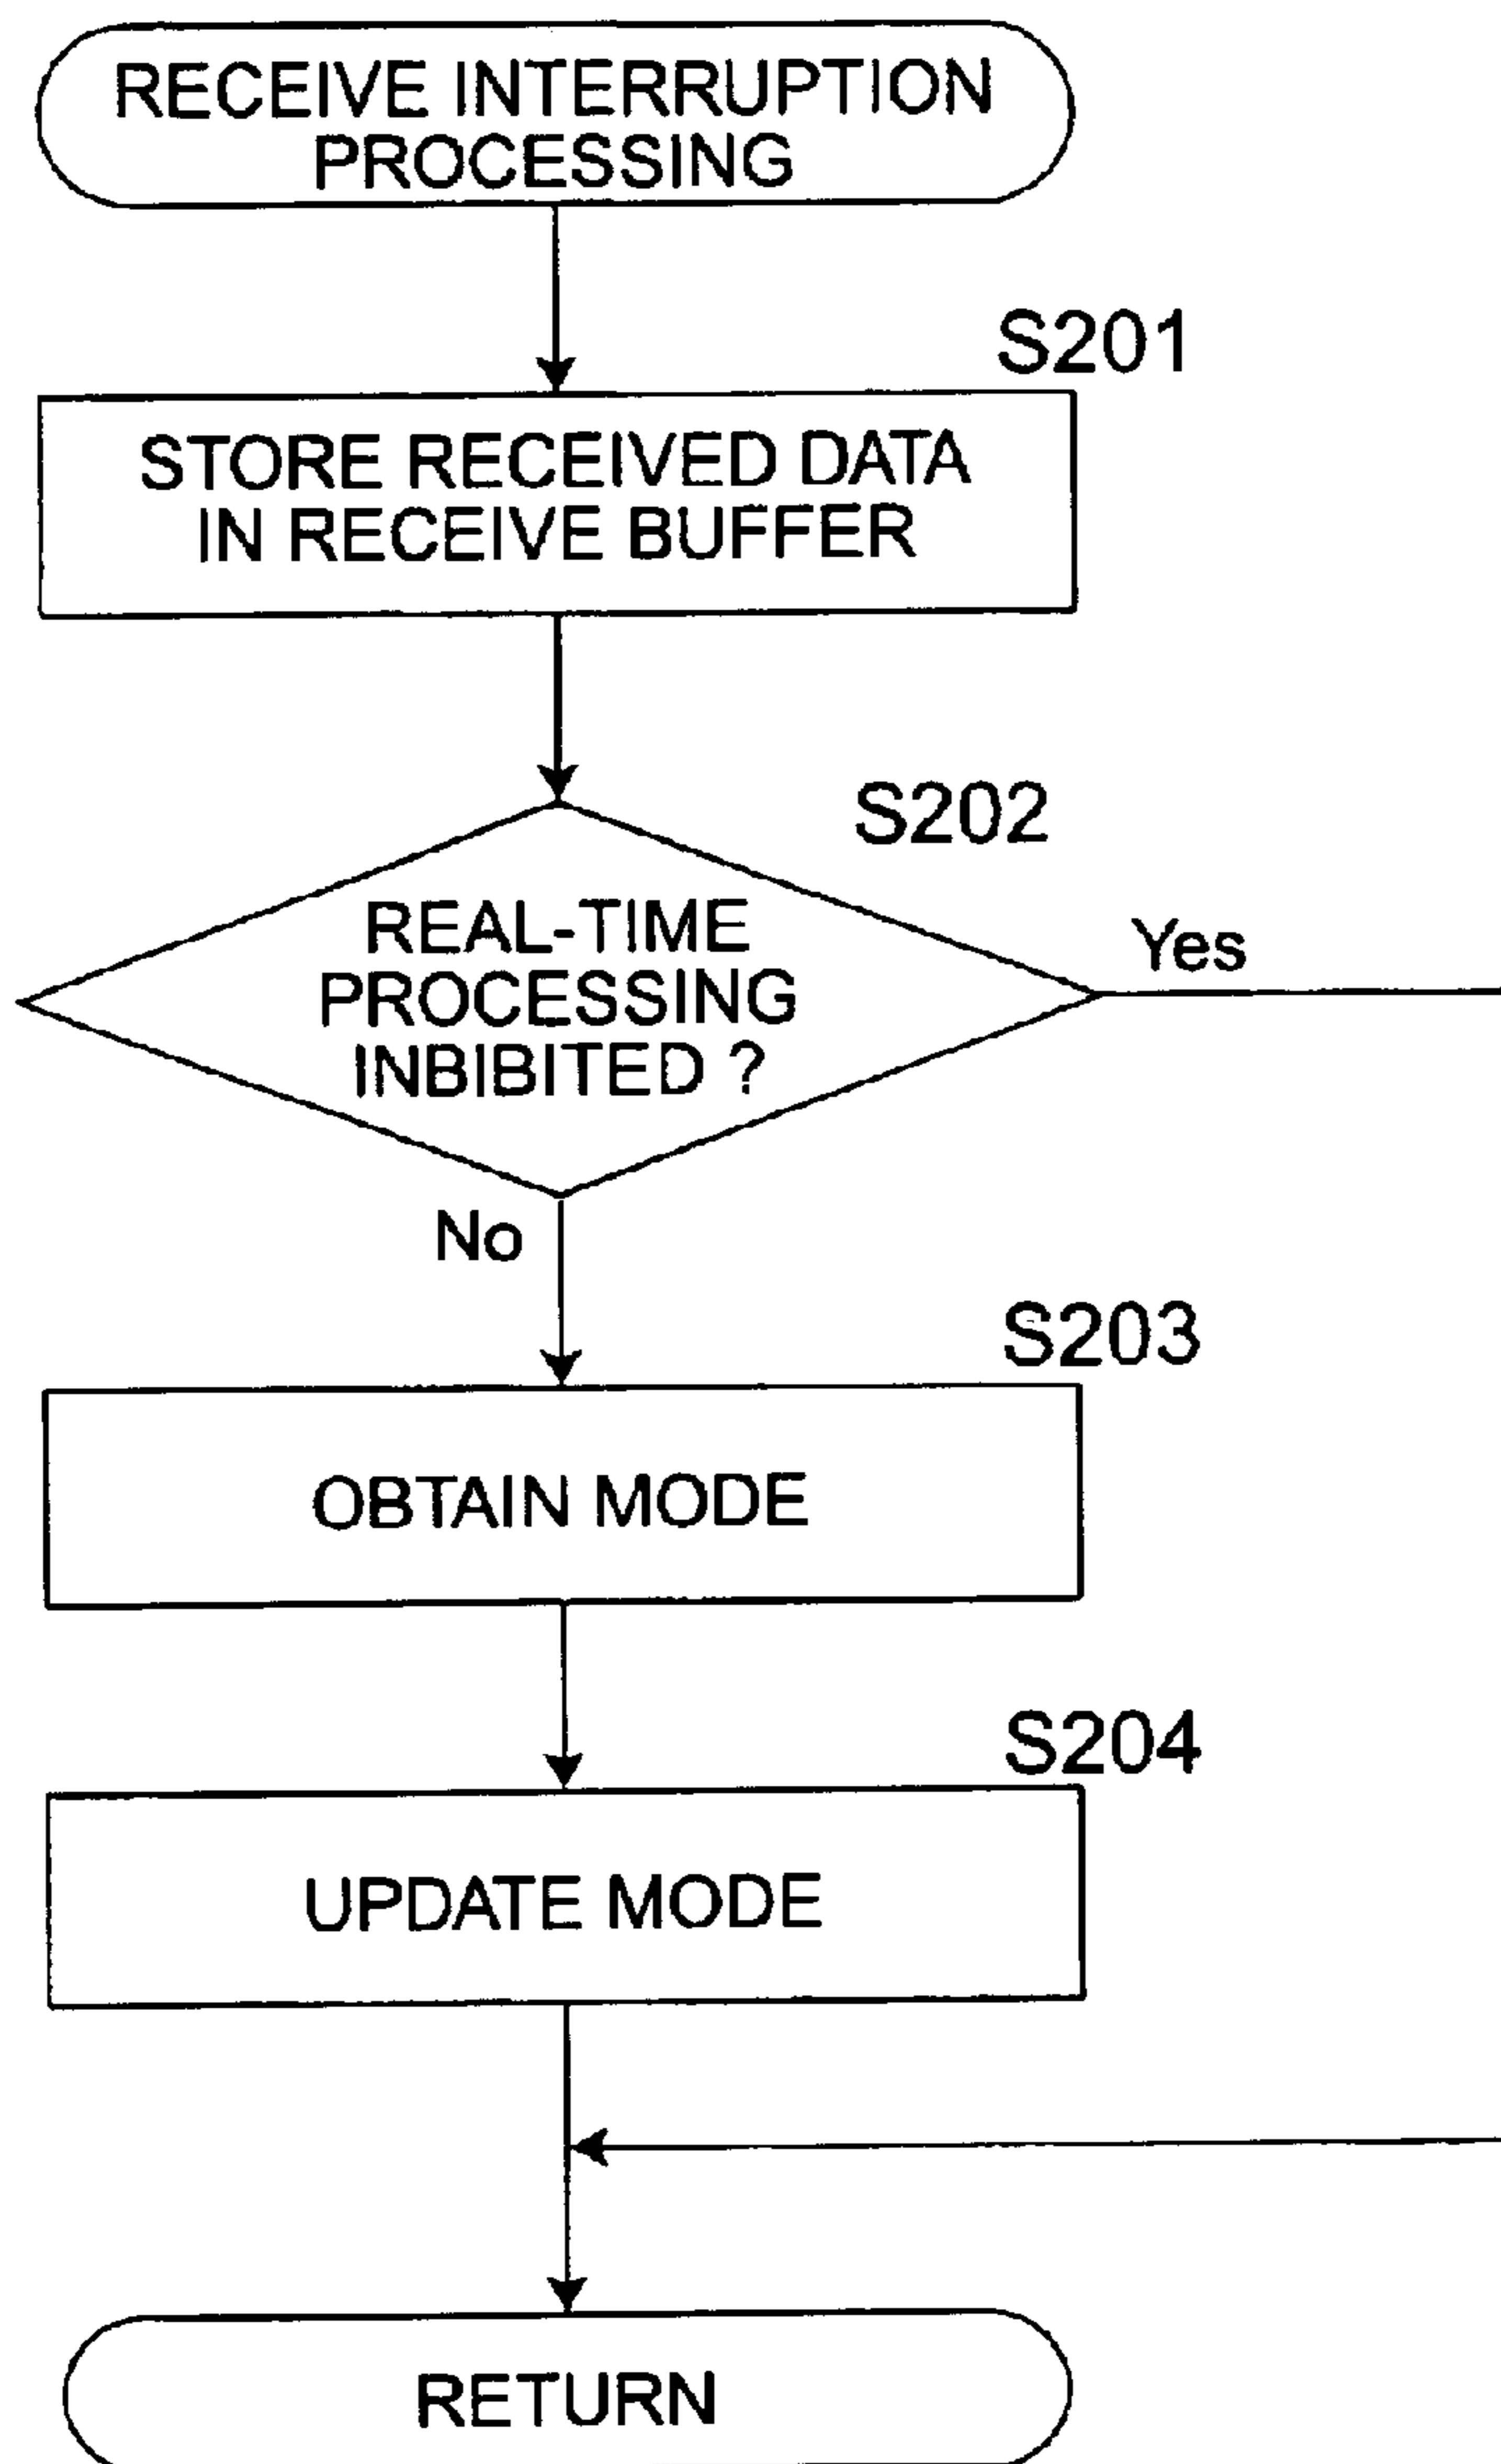 RECEIVE INTERRUPTION
PROCESSING
S201
STORE RECEIVED DATA
IN RECEIVE BUFFER
S202
REAL-TIME
PROCESSING
INBIBITED ?
Yes
No
S203
OBTAIN MODE
S204
UPDATE MODE
RETURN